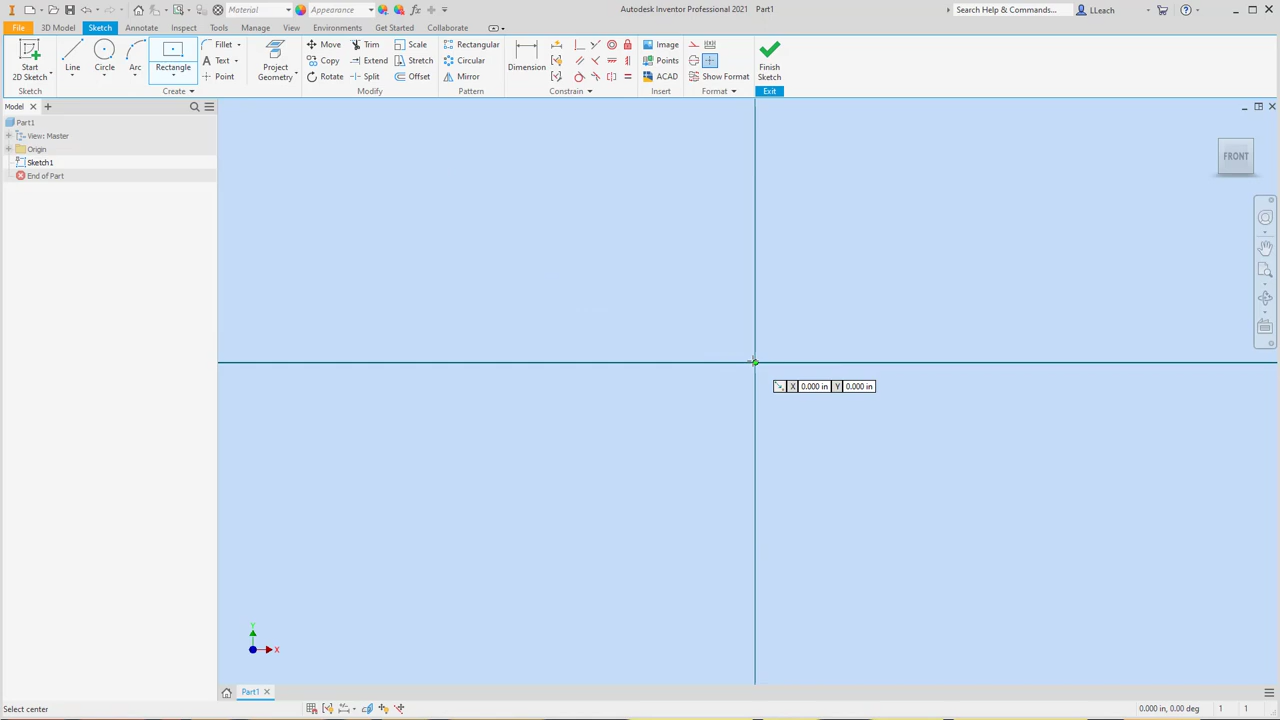 Material
Appearance
Autodesk Inventor Professional 2021 Part1
Search Help & Commands...
LLeach
File 3D Model Sketch Annotate Inspect Tools Manage View Environments Get Started Collaborate
Start 2D Sketch
Sketch
Line
Circle
Arc
Rectangle
Fillet
Text
Point
Create
Project Geometry
Move
Copy
Rotate
Trim
Extend
Split
Scale
Stretch
Offset
Modify
Rectangular
Circular
Mirror
Pattern
Dimension
Constrain
Image
Points
ACAD
Insert
Show Format
Format
Finish Sketch
Exit
Model
Part1
View: Master
Origin
Sketch1
End of Part
FRONT
X 0.000 in Y 0.000 in
Y
X
Part1
Select center
0.000 in, 0.00 deg 1 1